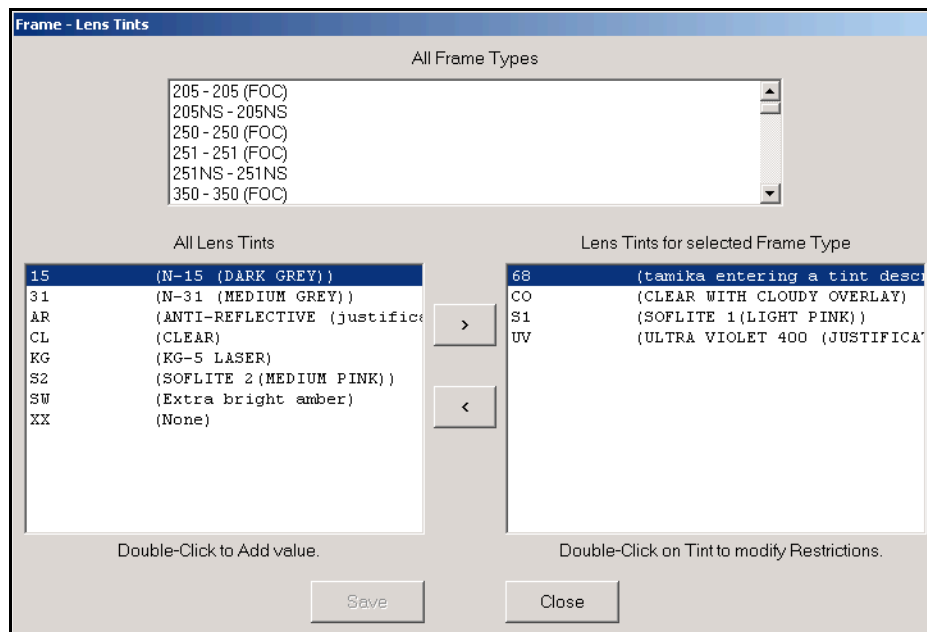 Frame - Lens Tints
All Frame Types
205 - 205 (FOC)
205NS - 205NS
250 - 250 (FOC)
251 - 251 (FOC)
251NS - 251NS
350 - 350 (FOC)
All Lens Tints
15 (N-15 (DARK GREY))
31 (N-31 (MEDIUM GREY))
AR (ANTI-REFLECTIVE (justifica
CL (CLEAR)
KG (KG-5 LASER)
S2 (SOFLITE 2(MEDIUM PINK))
SW (Extra bright amber)
XX (None)
Double-Click to Add value.
>
<
Lens Tints for selected Frame Type
68 (tamika entering a tint descr
CO (CLEAR WITH CLOUDY OVERLAY)
S1 (SOFLITE 1(LIGHT PINK))
UV (ULTRA VIOLET 400 (JUSTIFICAT
Double-Click on Tint to modify Restrictions.
Save
Close